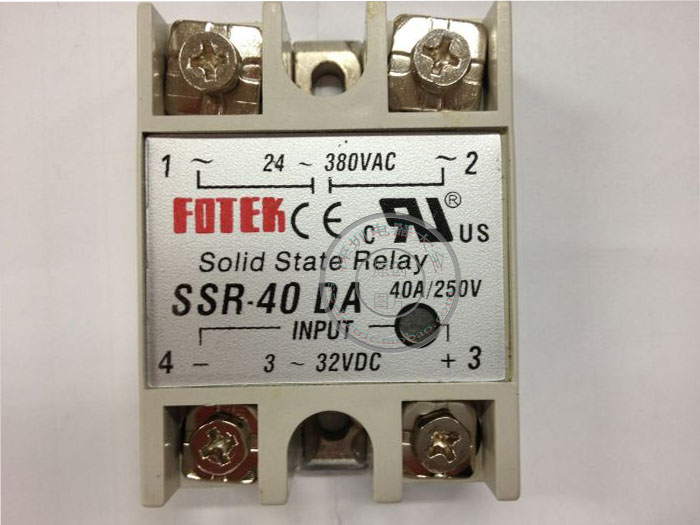 1 ~ 24 ~ 380VAC ~ 2
FOTEK CE c RU ® US
Solid State Relay
SSR-40 DA 40A/250V
INPUT
4 - 3 ~ 32VDC + 3